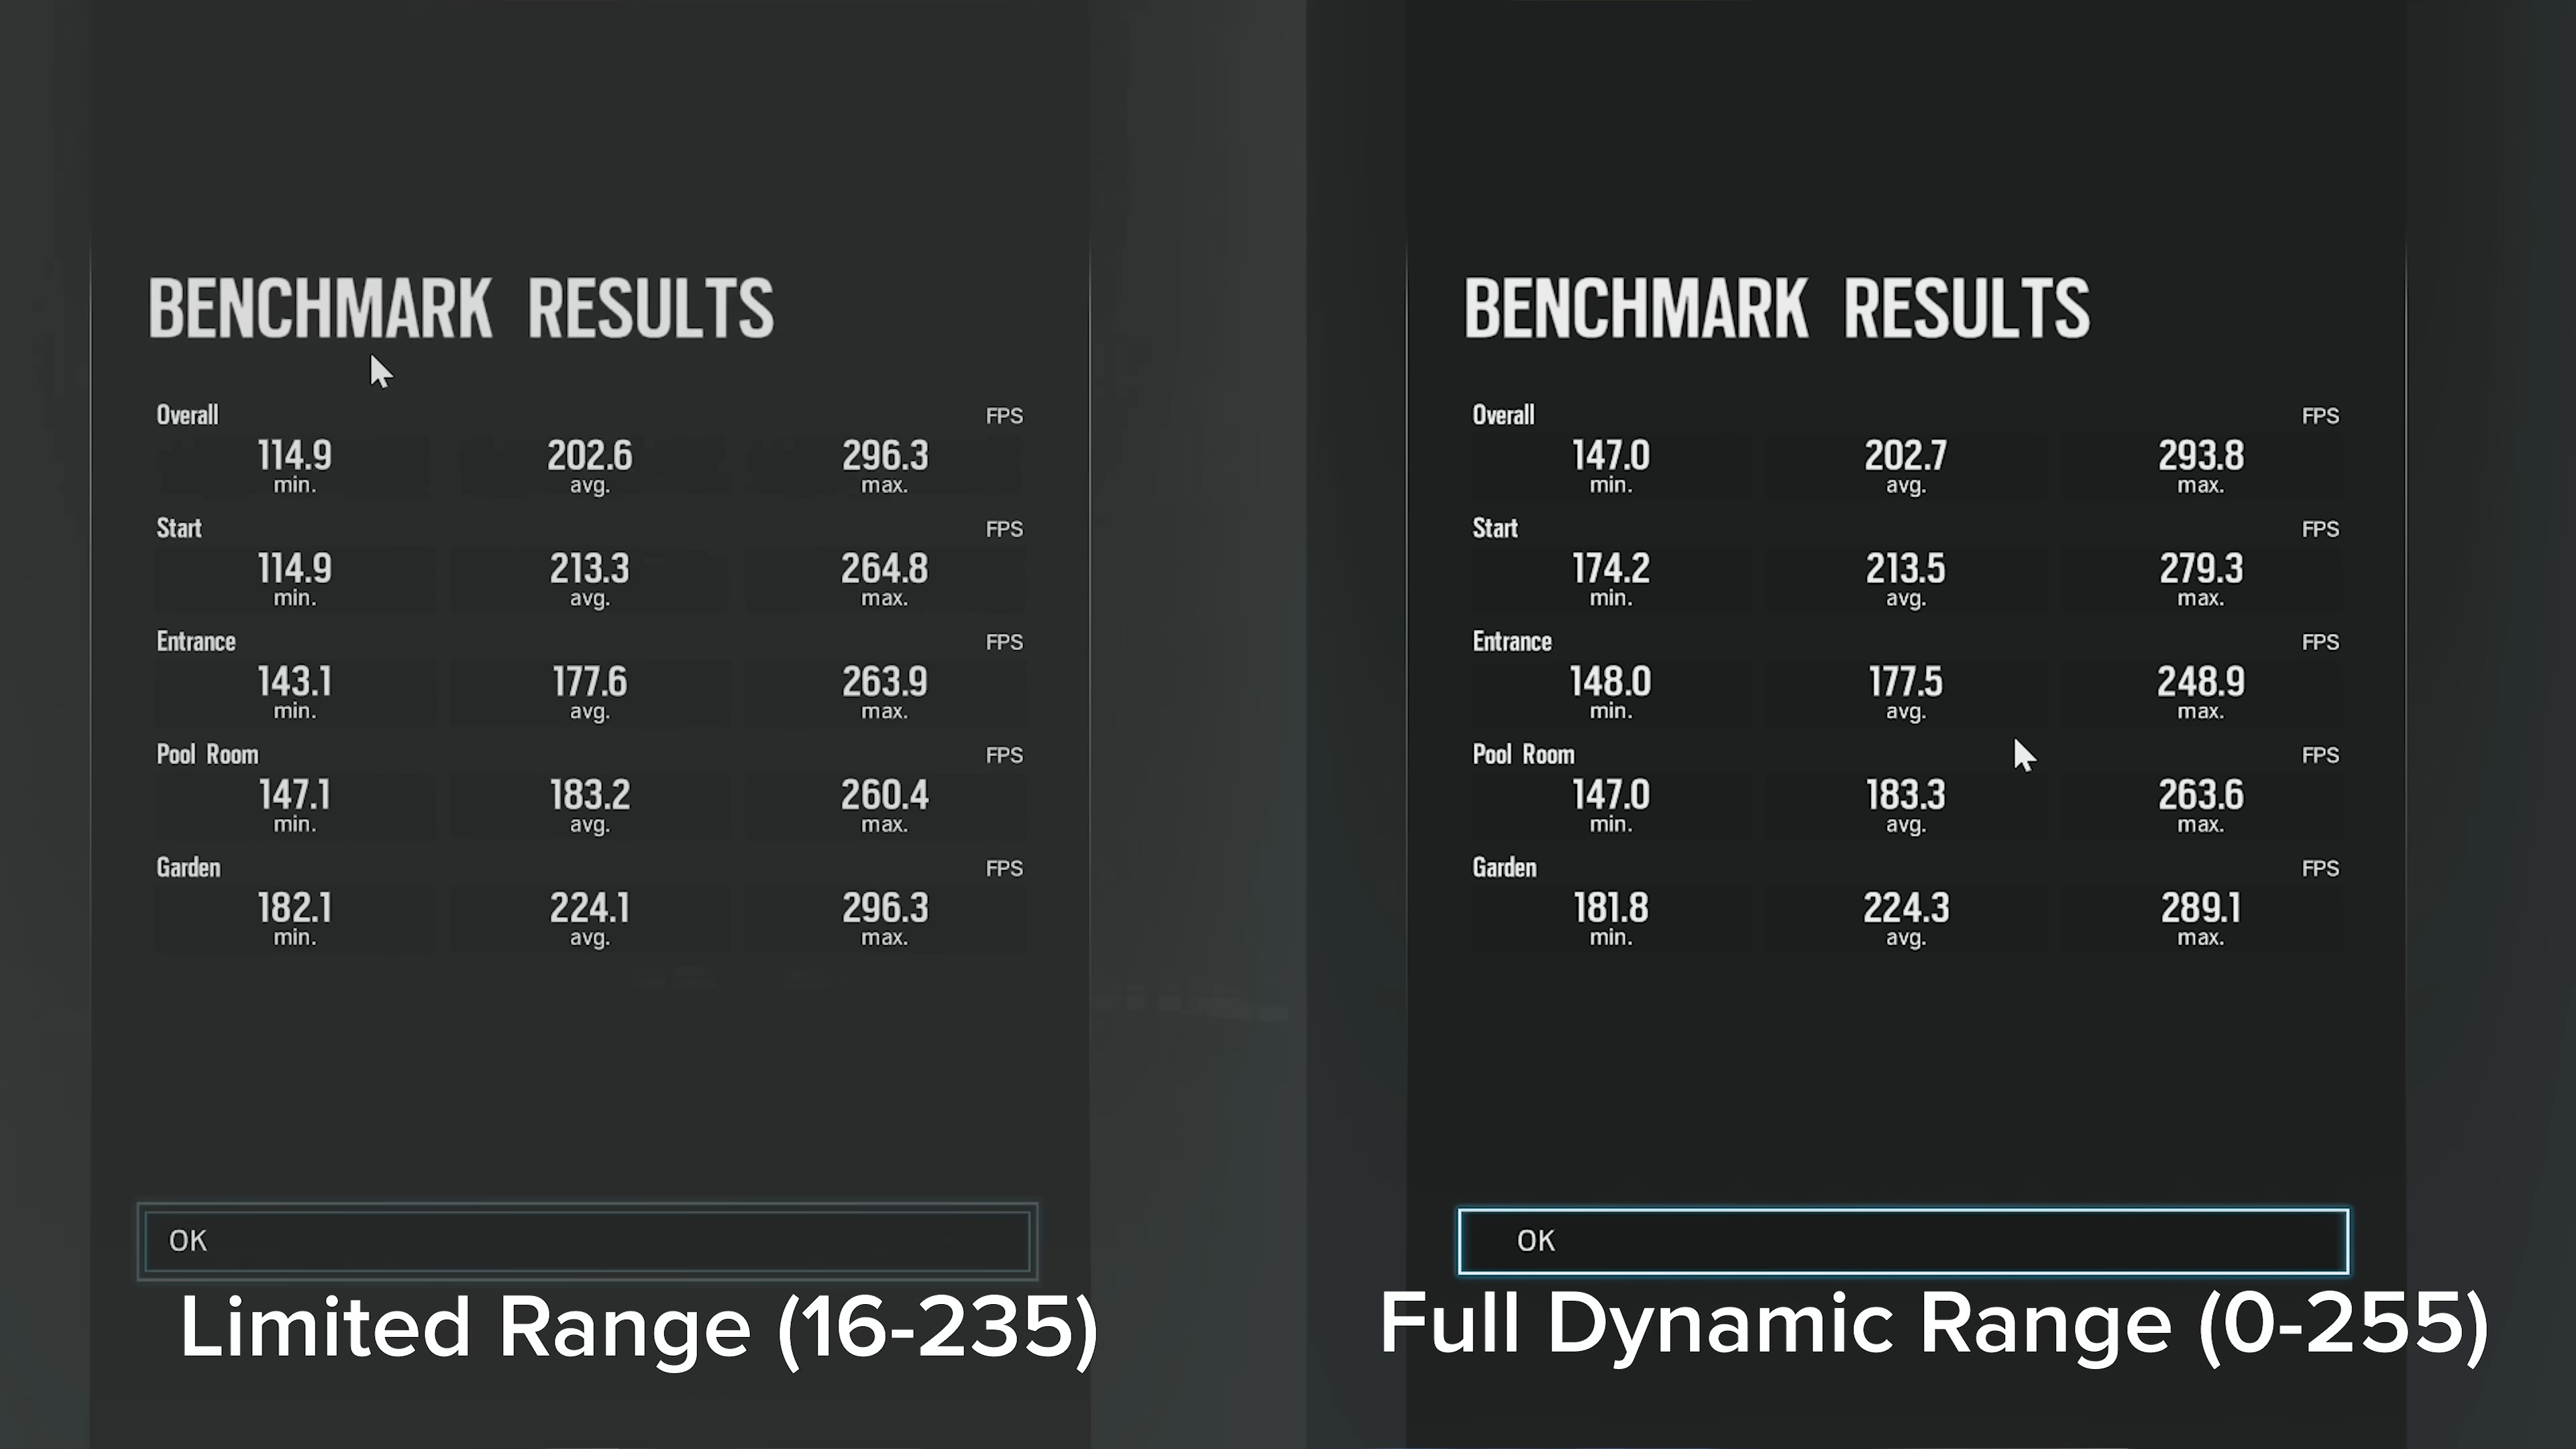 BENCHMARK RESULTS
Overall FPS
114.9 202.6 296.3
min. avg. max.
Start FPS
114.9 213.3 264.8
min. avg. max.
Entrance FPS
143.1 177.6 263.9
min. avg. max.
Pool Room FPS
147.1 183.2 260.4
min. avg. max.
Garden FPS
182.1 224.1 296.3
min. avg. max.
OK
Limited Range (16-235)
BENCHMARK RESULTS
Overall FPS
147.0 202.7 293.8
min. avg. max.
Start FPS
174.2 213.5 279.3
min. avg. max.
Entrance FPS
148.0 177.5 248.9
min. avg. max.
Pool Room FPS
147.0 183.3 263.6
min. avg. max.
Garden FPS
181.8 224.3 289.1
min. avg. max.
OK
Full Dynamic Range (0-255)